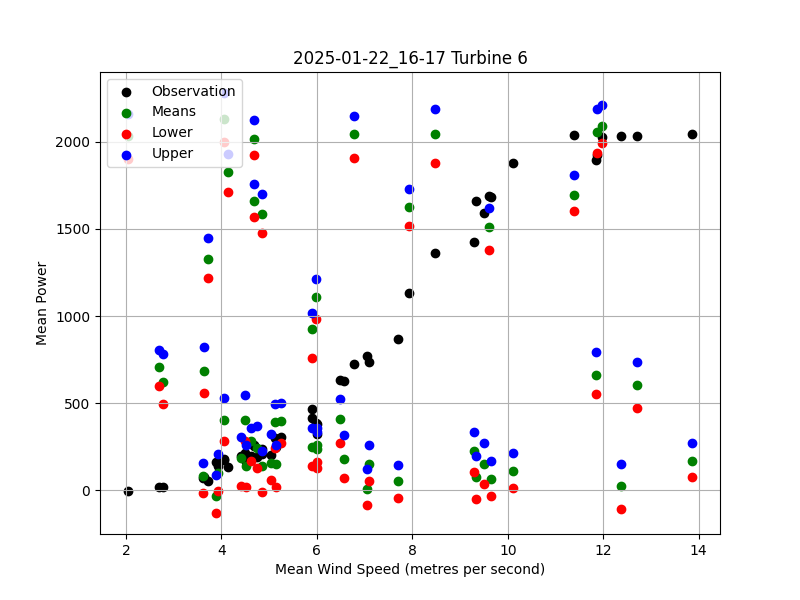 2025-01-22_16-17 Turbine 6
Observation
Means
Lower
Upper
Mean Power
2000
1500
1000
500
0
2 4 6 8 10 12 14
Mean Wind Speed (metres per second)